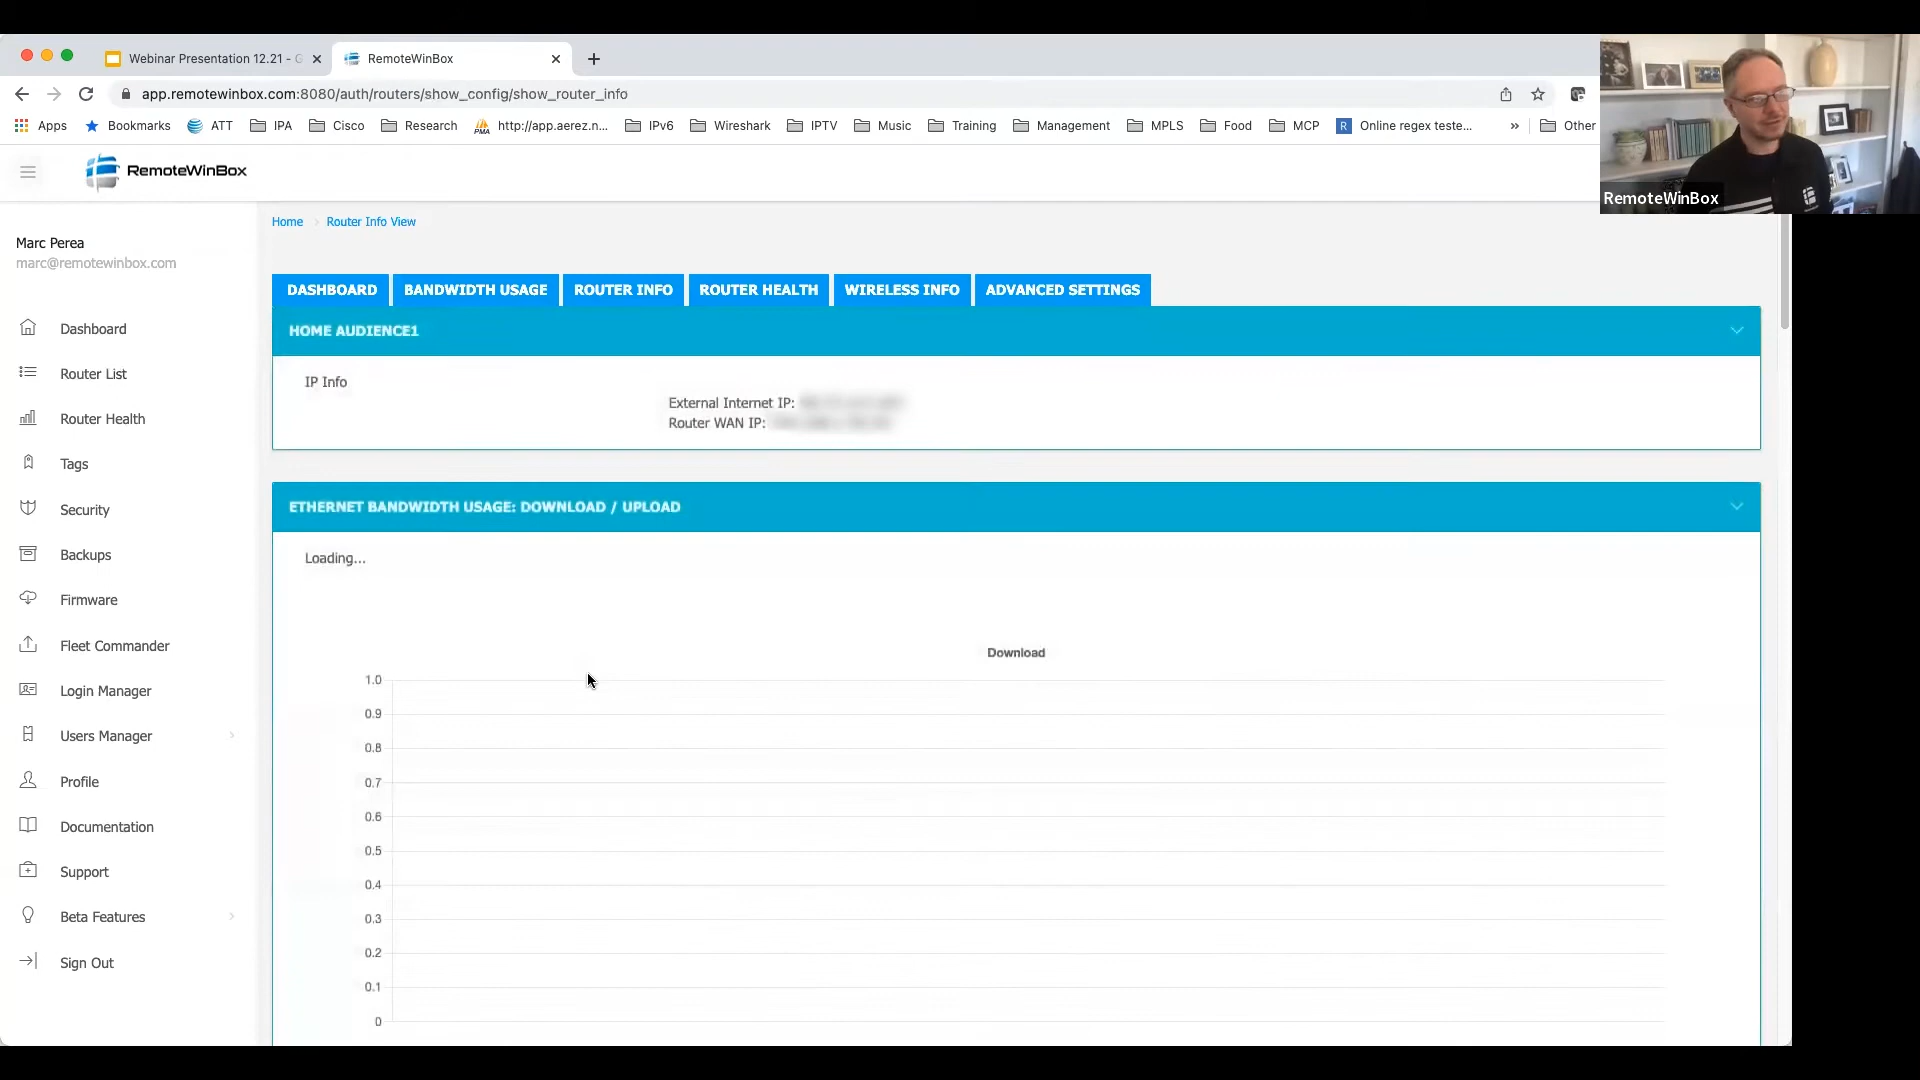 Webinar Presentation 12.21 - G
RemoteWinBox
app.remotewinbox.com:8080/auth/routers/show_config/show_router_info
Apps
Bookmarks
ATT
IPA
Cisco
Research
http://app.aerez.n...
IPv6
Wireshark
IPTV
Music
Training
Management
MPLS
Food
MCP
R
Online regex teste...
»
Other
RemoteWinBox
RemoteWinBox
Marc Perea
marc@remotewinbox.com
Dashboard
Router List
Router Health
Tags
Security
Backups
Firmware
Fleet Commander
Login Manager
Users Manager
Profile
Documentation
Support
Beta Features
Sign Out
Home > Router Info View
DASHBOARD
BANDWIDTH USAGE
ROUTER INFO
ROUTER HEALTH
WIRELESS INFO
ADVANCED SETTINGS
HOME AUDIENCE1
IP Info
External Internet IP:
Router WAN IP:
ETHERNET BANDWIDTH USAGE: DOWNLOAD / UPLOAD
Loading...
Download
1.0
0.9
0.8
0.7
0.6
0.5
0.4
0.3
0.2
0.1
0